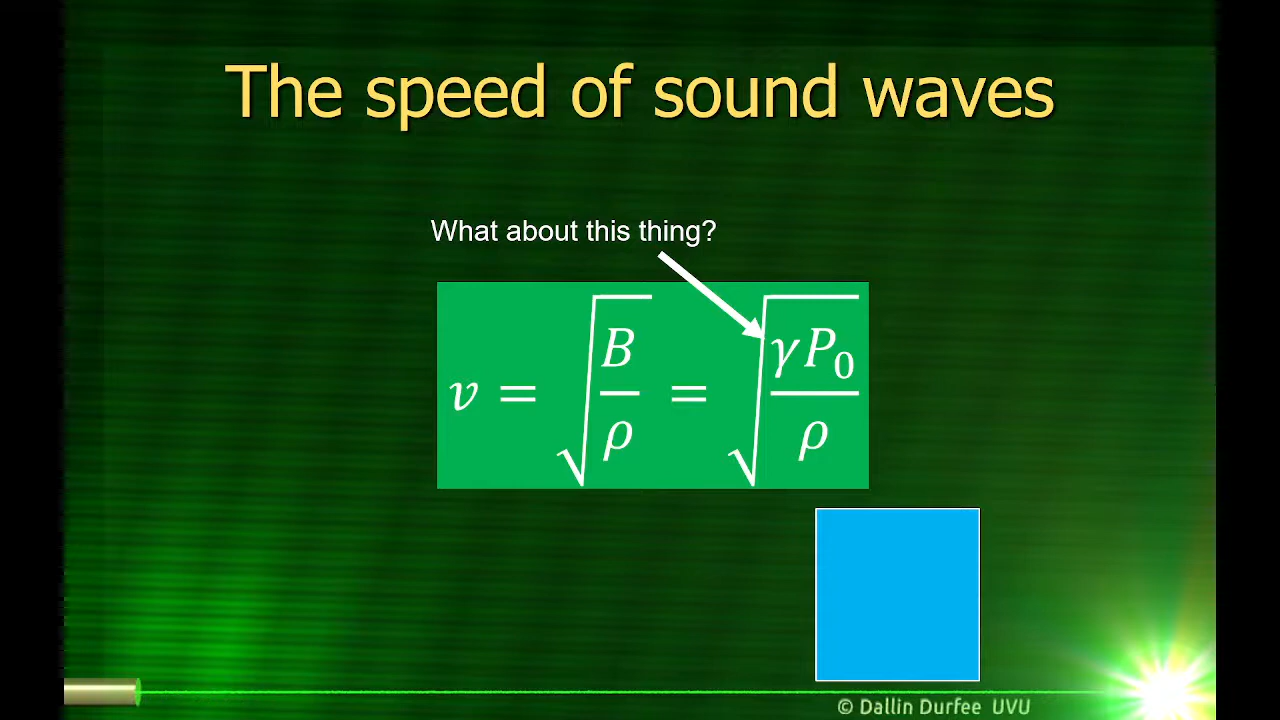 The speed of sound waves
What about this thing?
v = √(B/ρ) = √(γP₀/ρ)
© Dallin Durfee UVU